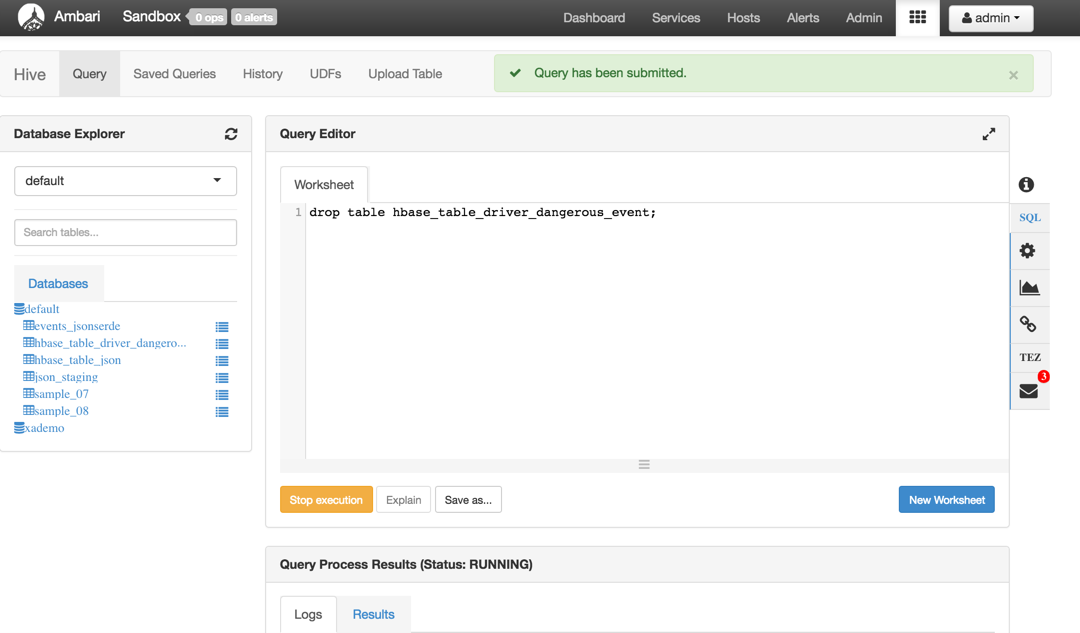 Ambari Sandbox 0 ops 0 alerts Dashboard Services Hosts Alerts Admin admin
Hive Query Saved Queries History UDFs Upload Table Query has been submitted. ×
Database Explorer
default
Search tables...
Databases
default
events_jsonserde
hbase_table_driver_dangero...
hbase_table_json
json_staging
sample_07
sample_08
xademo
Query Editor
Worksheet
1 drop table hbase_table_driver_dangerous_event;
Stop execution Explain Save as... New Worksheet
SQL
TEZ
3
Query Process Results (Status: RUNNING)
Logs Results